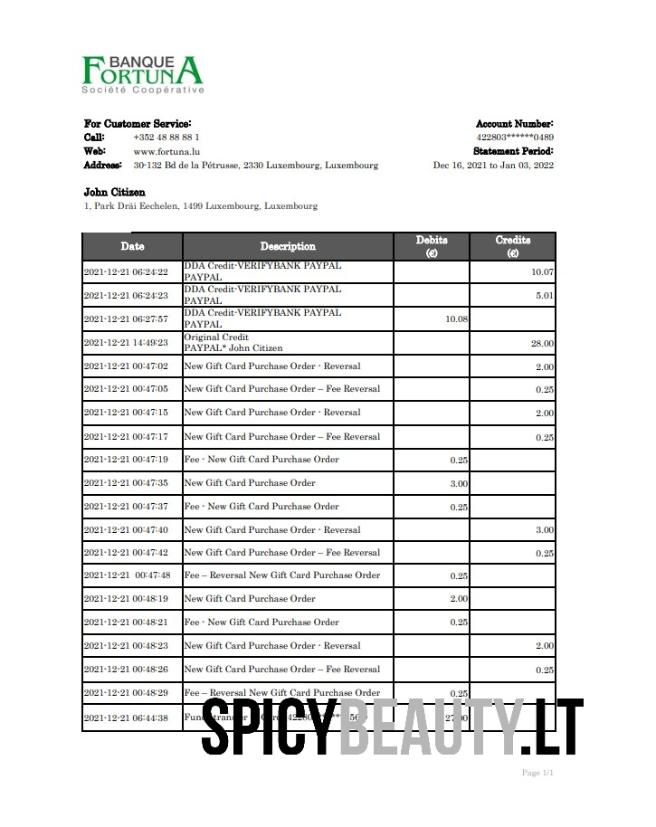 BANQUE
FORTUNA
Société Coopérative
For Customer Service:
Call: +352 48 88 88 1
Web: www.fortuna.lu
Address: 30-132 Bd de la Pétrusse, 2330 Luxembourg, Luxembourg
Account Number:
422803******0489
Statement Period:
Dec 16, 2021 to Jan 03, 2022
John Citizen
1, Park Dräi Eechelen, 1499 Luxembourg, Luxembourg
Date Description Debits (€) Credits (€)
2021-12-21 06:24:22 DDA Credit-VERIFYBANK PAYPAL PAYPAL 10.07
2021-12-21 06:24:23 DDA Credit-VERIFYBANK PAYPAL PAYPAL 5.01
2021-12-21 06:27:57 DDA Credit-VERIFYBANK PAYPAL PAYPAL 10.08
2021-12-21 14:49:23 Original Credit PAYPAL* John Citizen 28.00
2021-12-21 00:47:02 New Gift Card Purchase Order - Reversal 2.00
2021-12-21 00:47:05 New Gift Card Purchase Order – Fee Reversal 0.25
2021-12-21 00:47:15 New Gift Card Purchase Order - Reversal 2.00
2021-12-21 00:47:17 New Gift Card Purchase Order – Fee Reversal 0.25
2021-12-21 00:47:19 Fee - New Gift Card Purchase Order 0.25
2021-12-21 00:47:35 New Gift Card Purchase Order 3.00
2021-12-21 00:47:37 Fee - New Gift Card Purchase Order 0.25
2021-12-21 00:47:40 New Gift Card Purchase Order - Reversal 3.00
2021-12-21 00:47:42 New Gift Card Purchase Order – Fee Reversal 0.25
2021-12-21 00:47:48 Fee – Reversal New Gift Card Purchase Order 0.25
2021-12-21 00:48:19 New Gift Card Purchase Order 2.00
2021-12-21 00:48:21 Fee - New Gift Card Purchase Order 0.25
2021-12-21 00:48:23 New Gift Card Purchase Order - Reversal 2.00
2021-12-21 00:48:26 New Gift Card Purchase Order – Fee Reversal 0.25
2021-12-21 00:48:29 Fee – Reversal New Gift Card Purchase Order 0.25
2021-12-21 06:44:38
SPICYBEAUTY.LT
Page 1/1